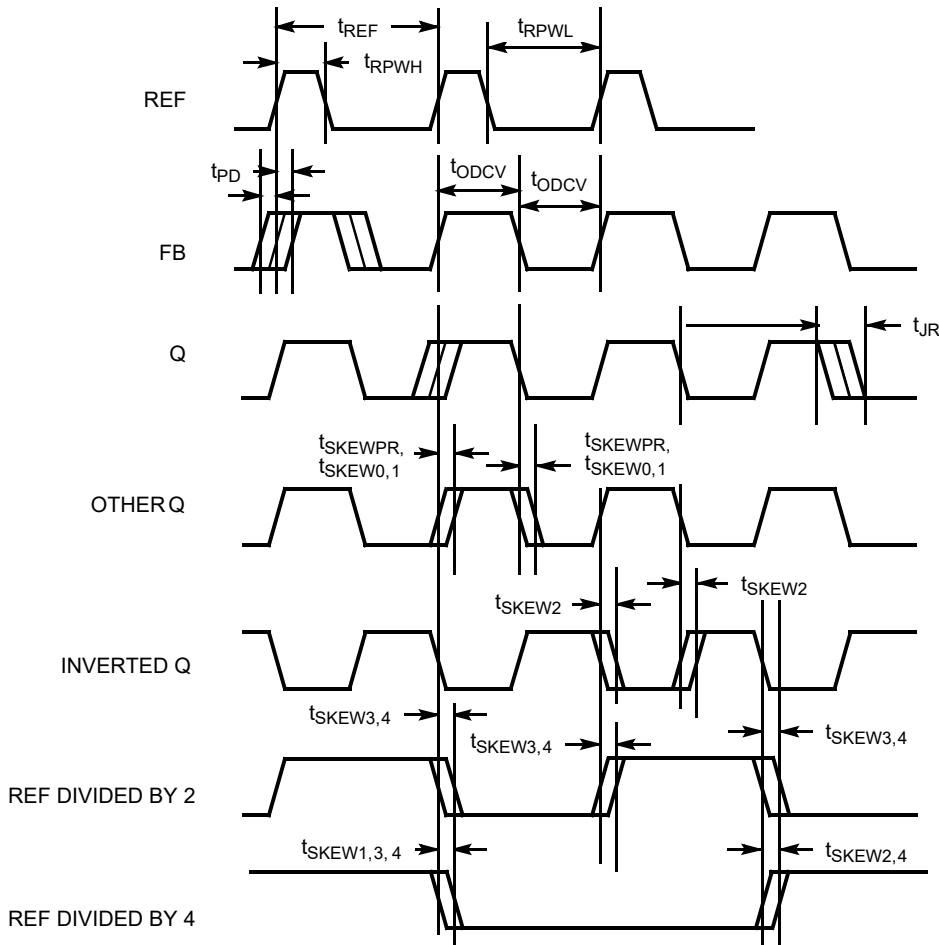 tREF
tRPWL
tRPWH
REF
tPD
tODCV
tODCV
FB
tJR
Q
tSKEWPR,
tSKEW0,1
tSKEWPR,
tSKEW0,1
OTHER Q
tSKEW2
tSKEW2
INVERTED Q
tSKEW3,4
tSKEW3,4
tSKEW3,4
REF DIVIDED BY 2
tSKEW1,3, 4
tSKEW2,4
REF DIVIDED BY 4